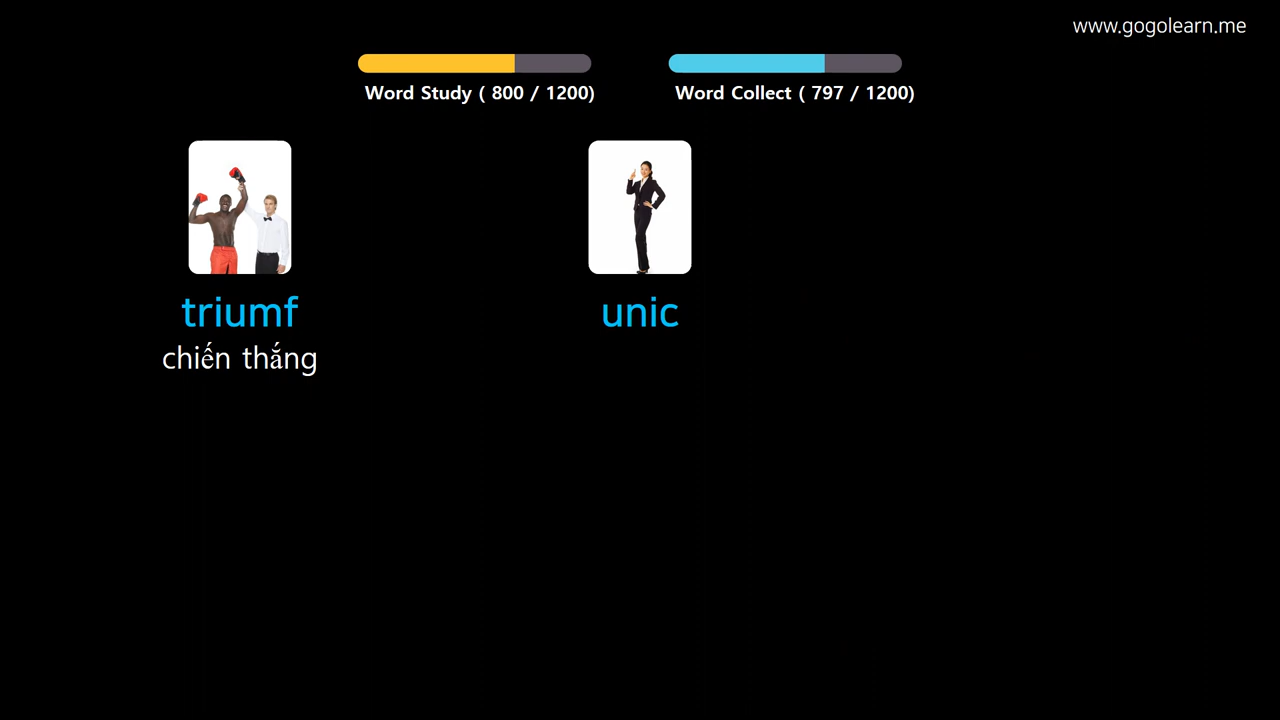 www.gogolearn.me
Word Study ( 800 / 1200)
Word Collect ( 797 / 1200)
triumf
chiến thắng
unic